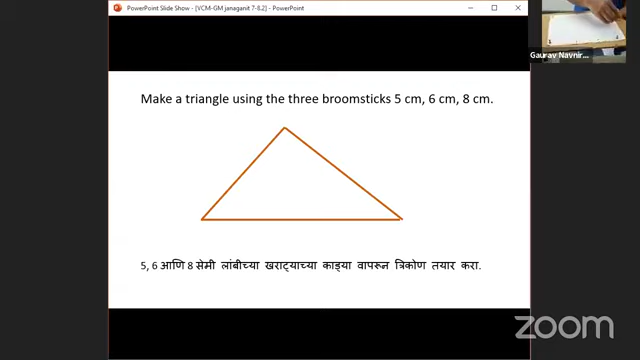 PowerPoint Slide Show - [VCM-GM janaganit 7-8.2] - PowerPoint
Gaurav Navnir...
Make a triangle using the three broomsticks 5 cm, 6 cm, 8 cm.
5, 6 आणि 8 सेमी लांबीच्या खराट्याच्या काड्या वापरून त्रिकोण तयार करा.
zoom